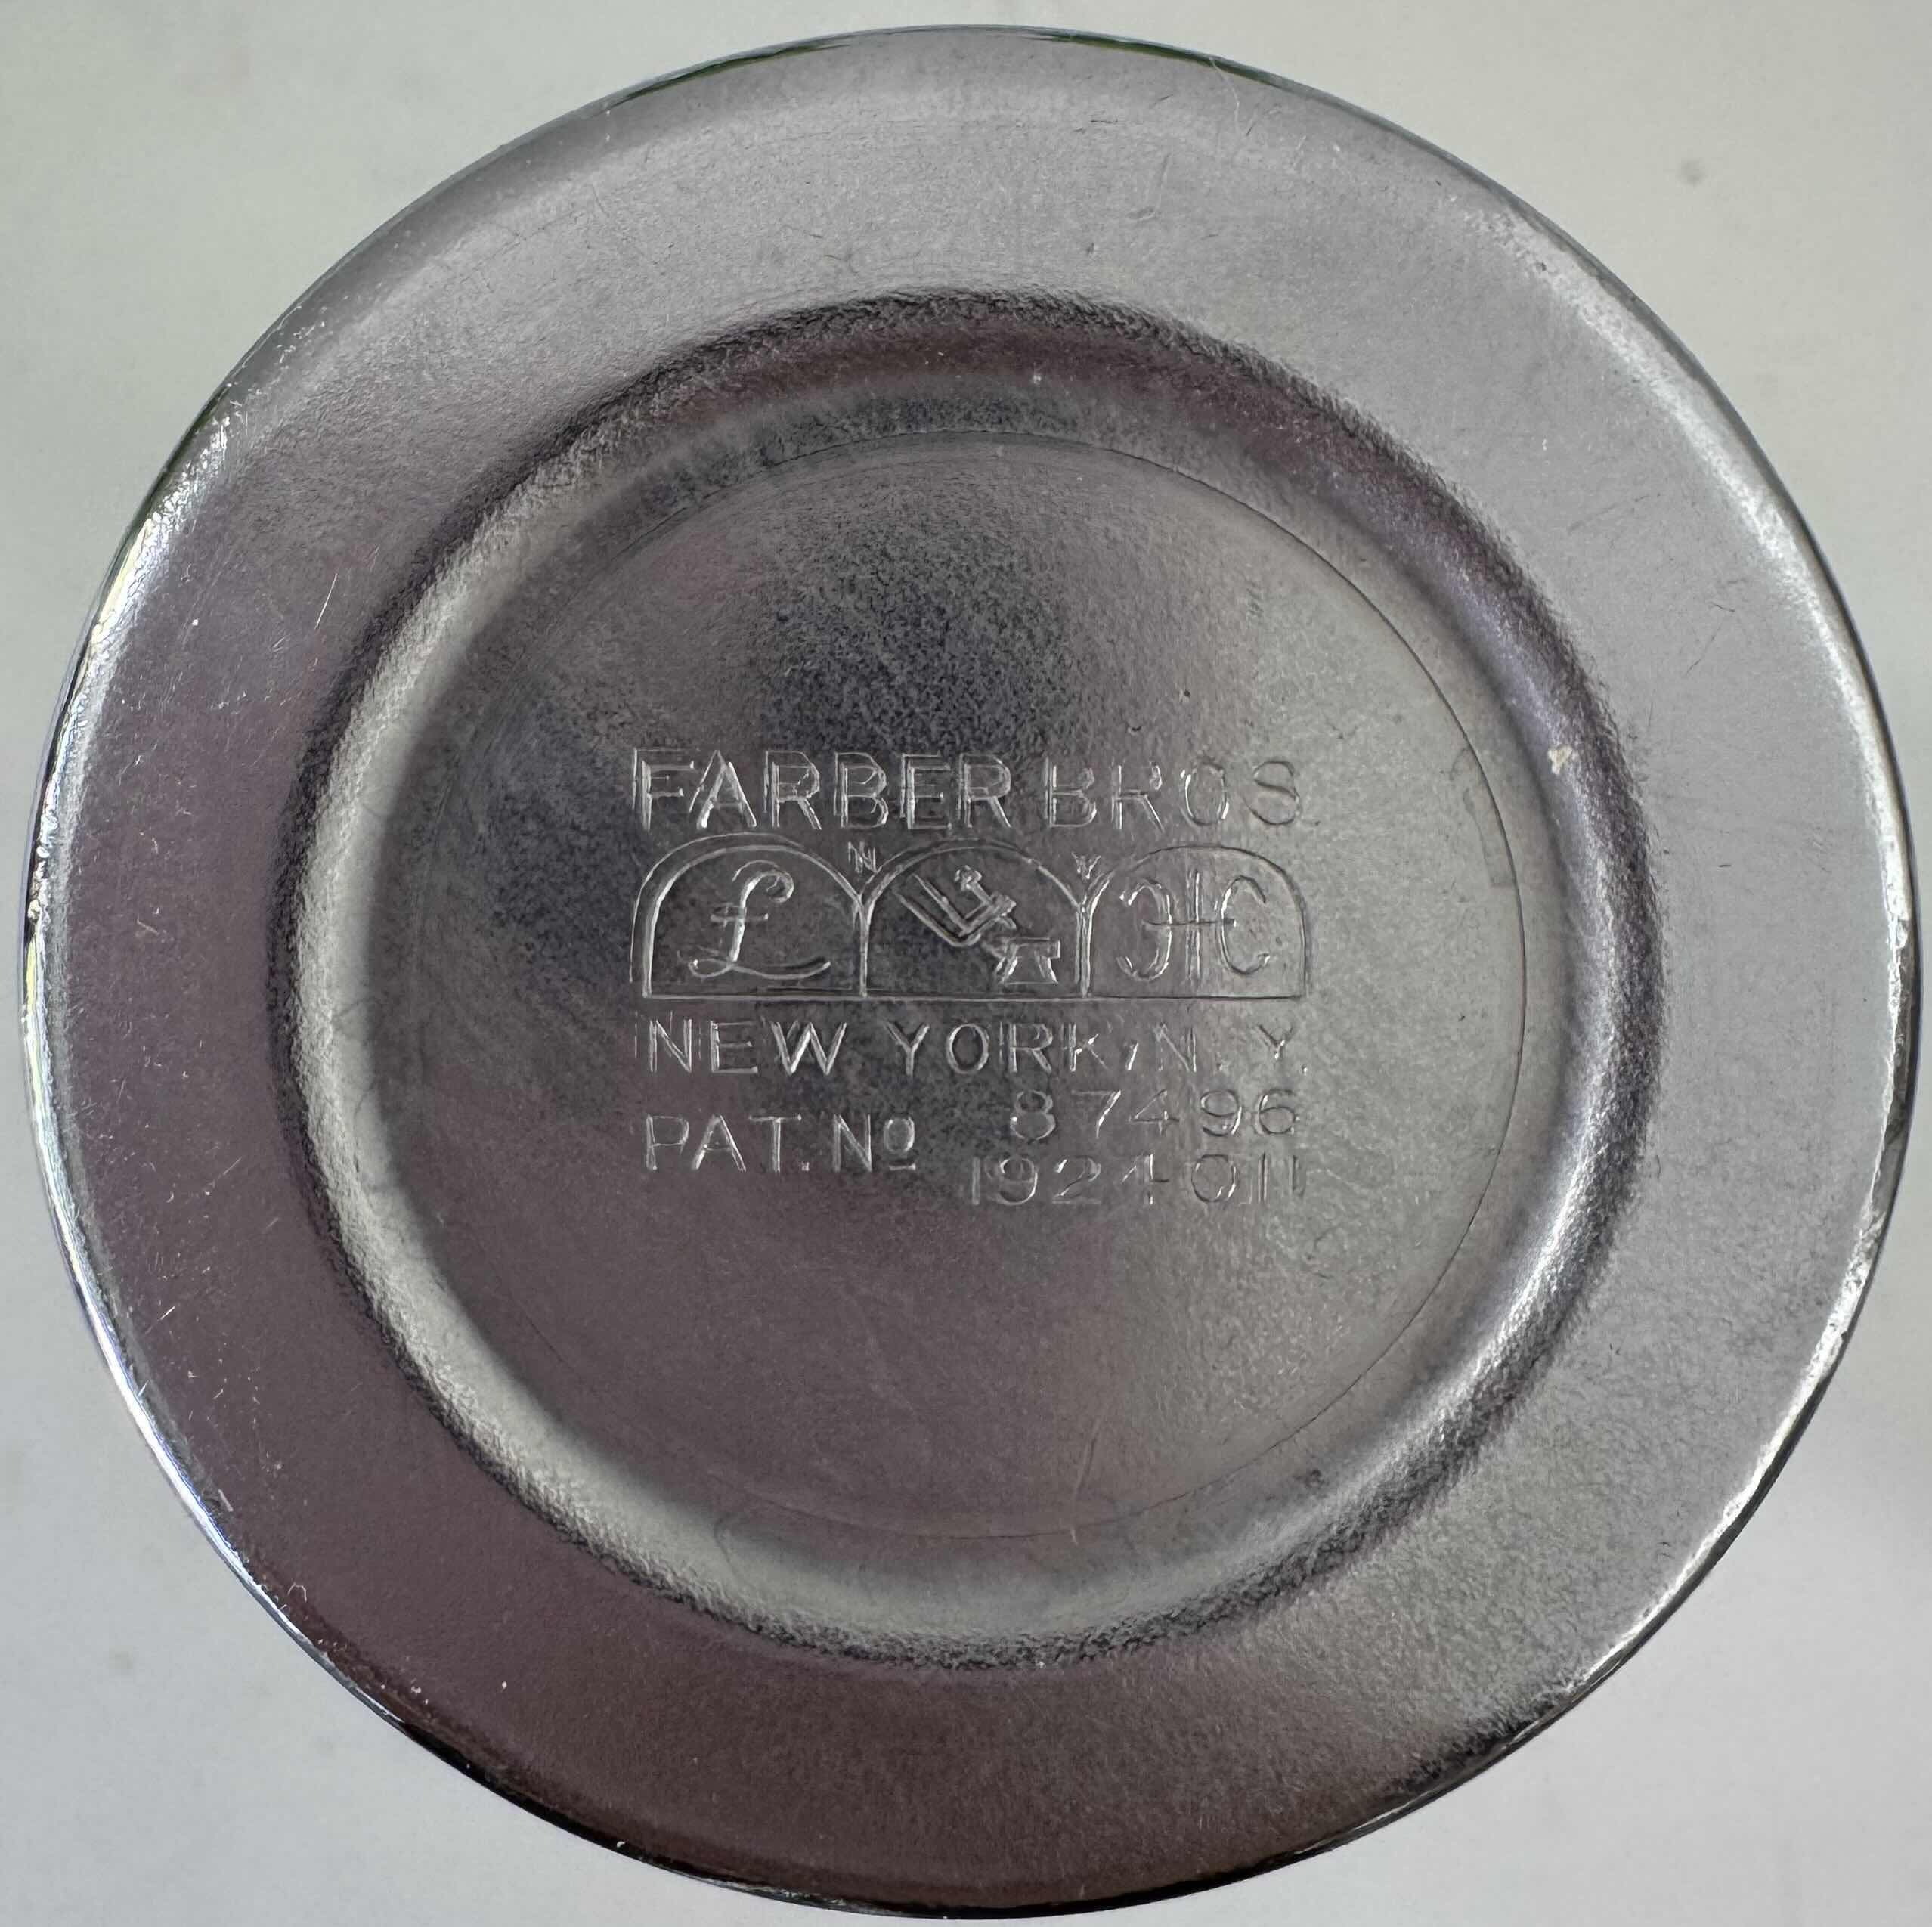 FARBER BROS
N Y
NEW YORK, N. Y.
PAT. Nº 87496
1924011